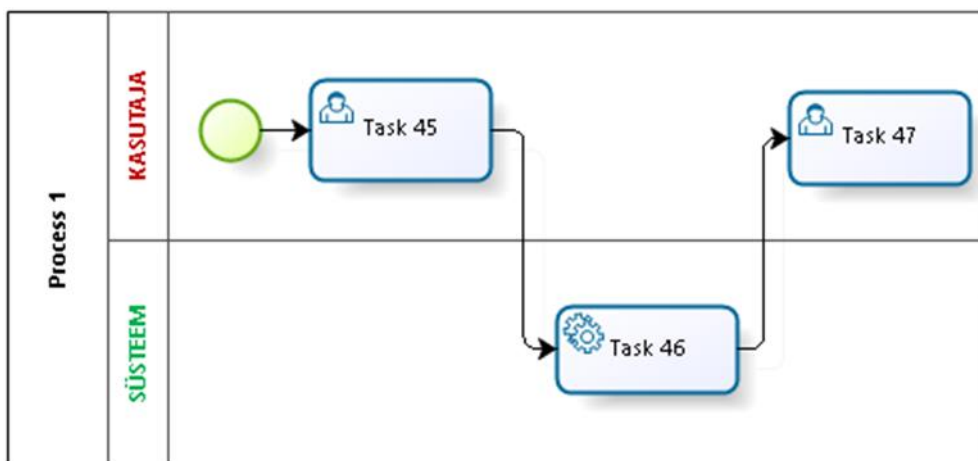 Process 1
KASUTAJA
Task 45
Task 47
SÜSTEEM
Task 46